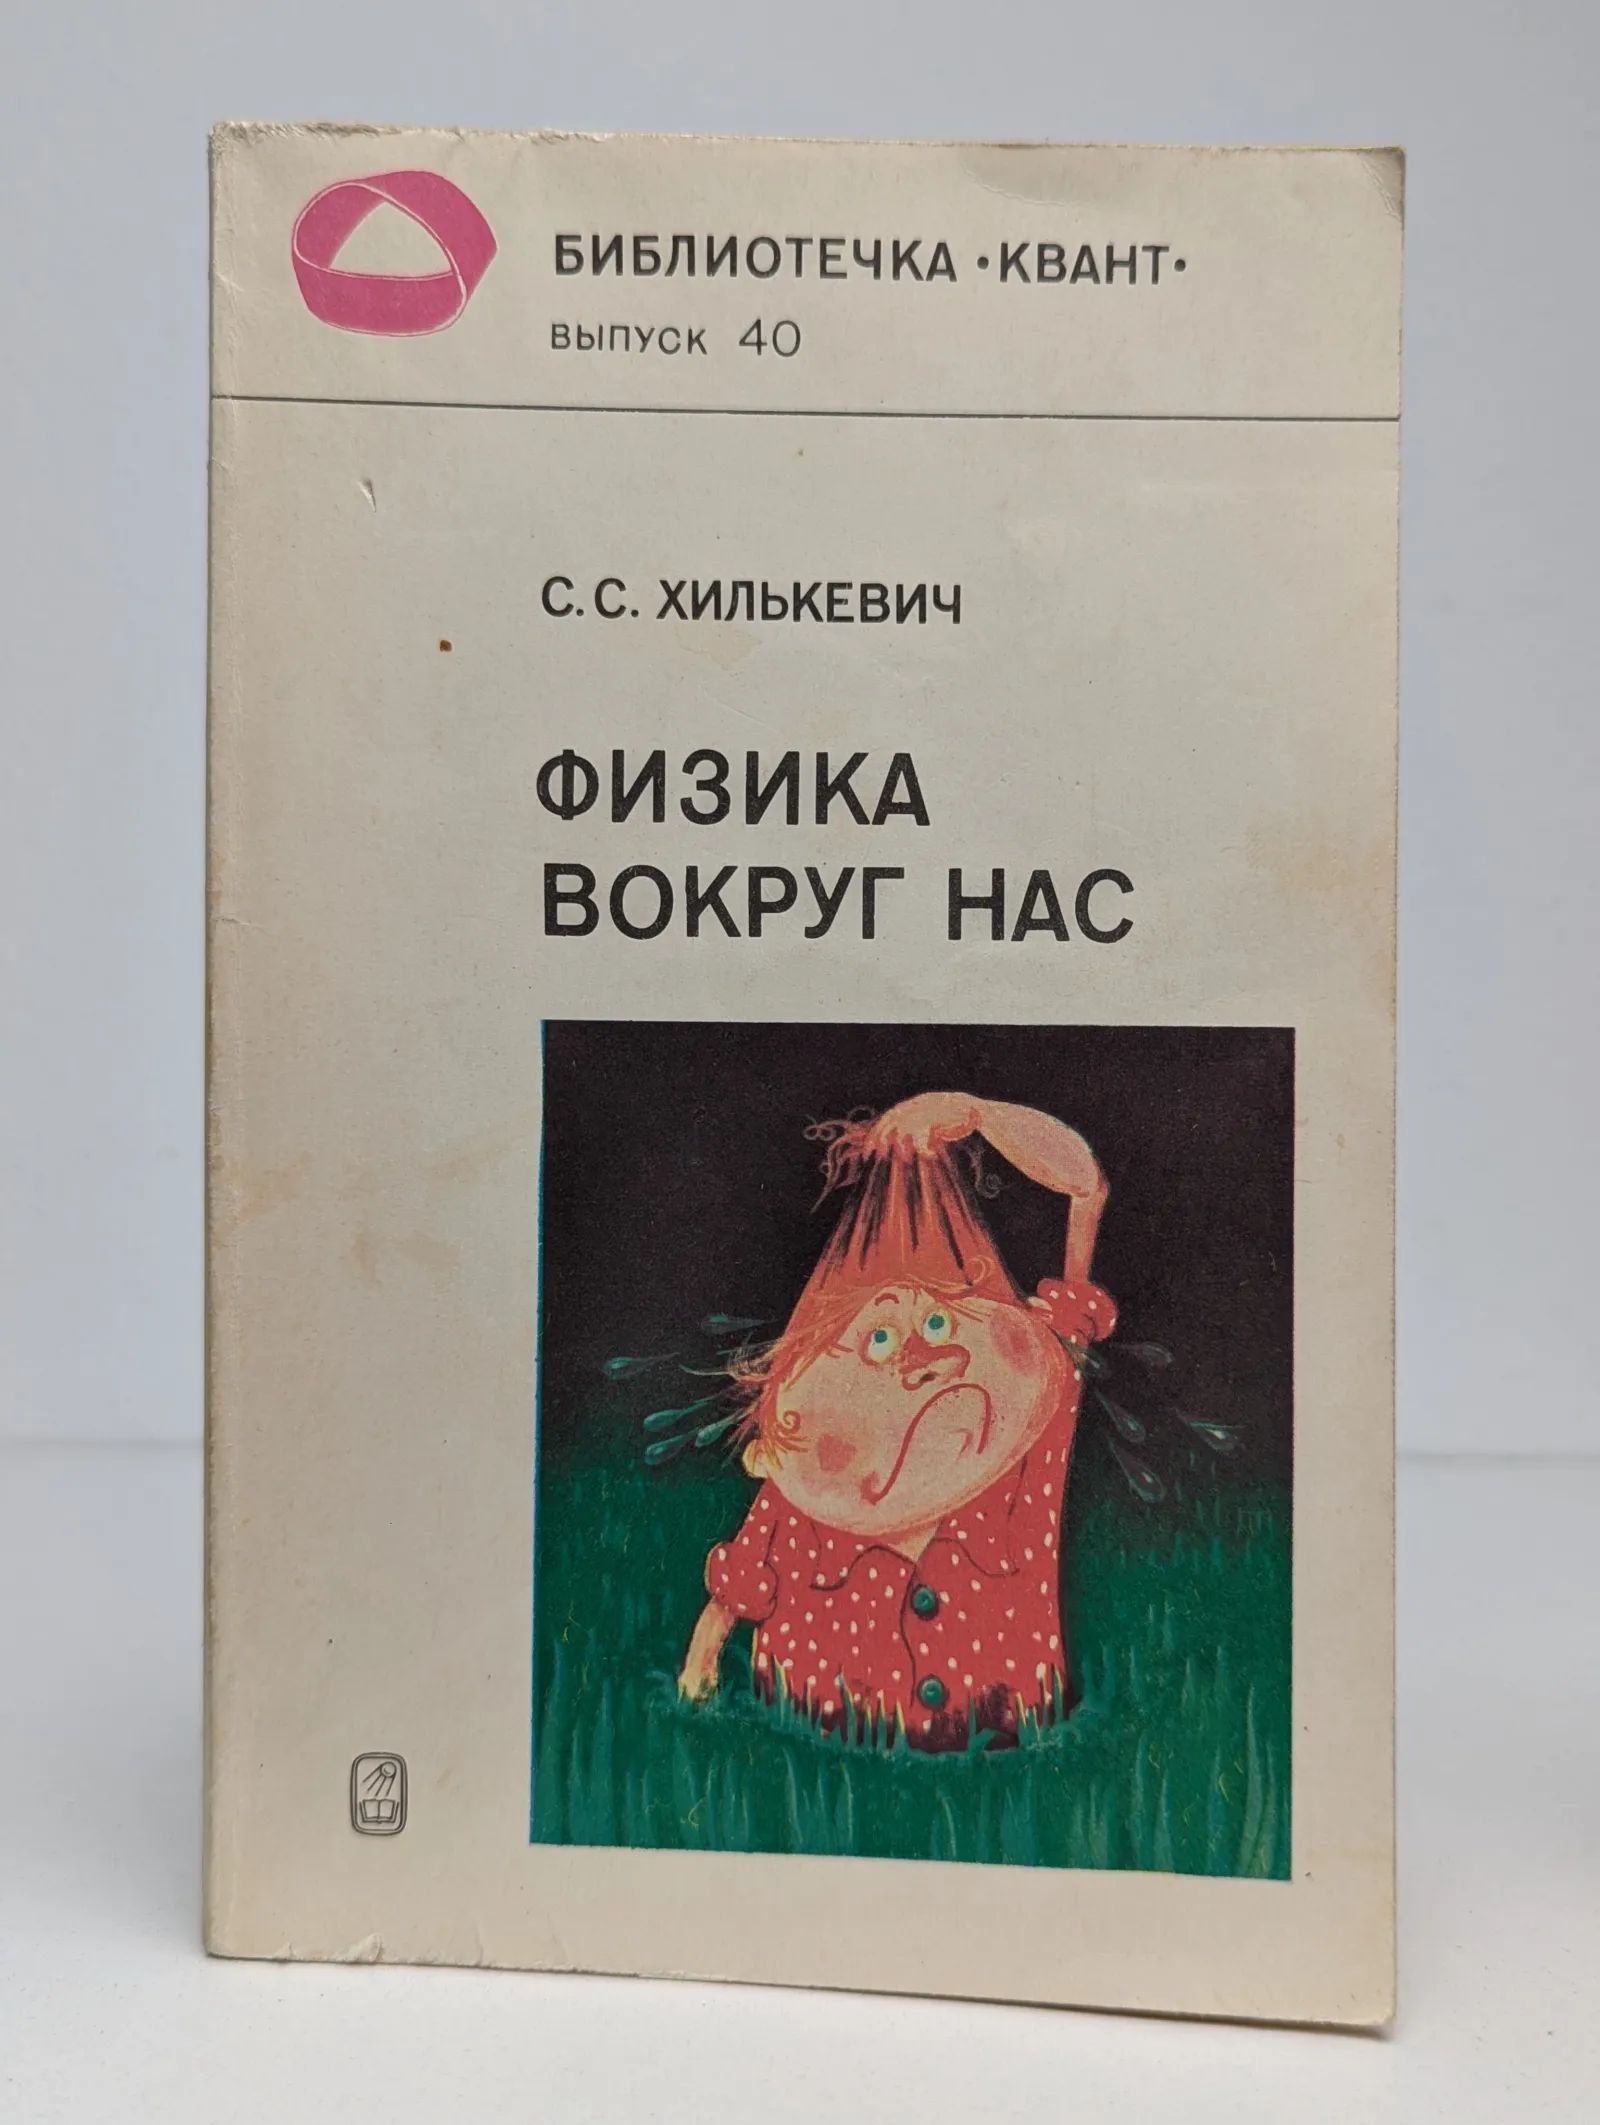 БИБЛИОТЕЧКА •КВАНТ•
ВЫПУСК 40
С. С. ХИЛЬКЕВИЧ
ФИЗИКА
ВОКРУГ НАС